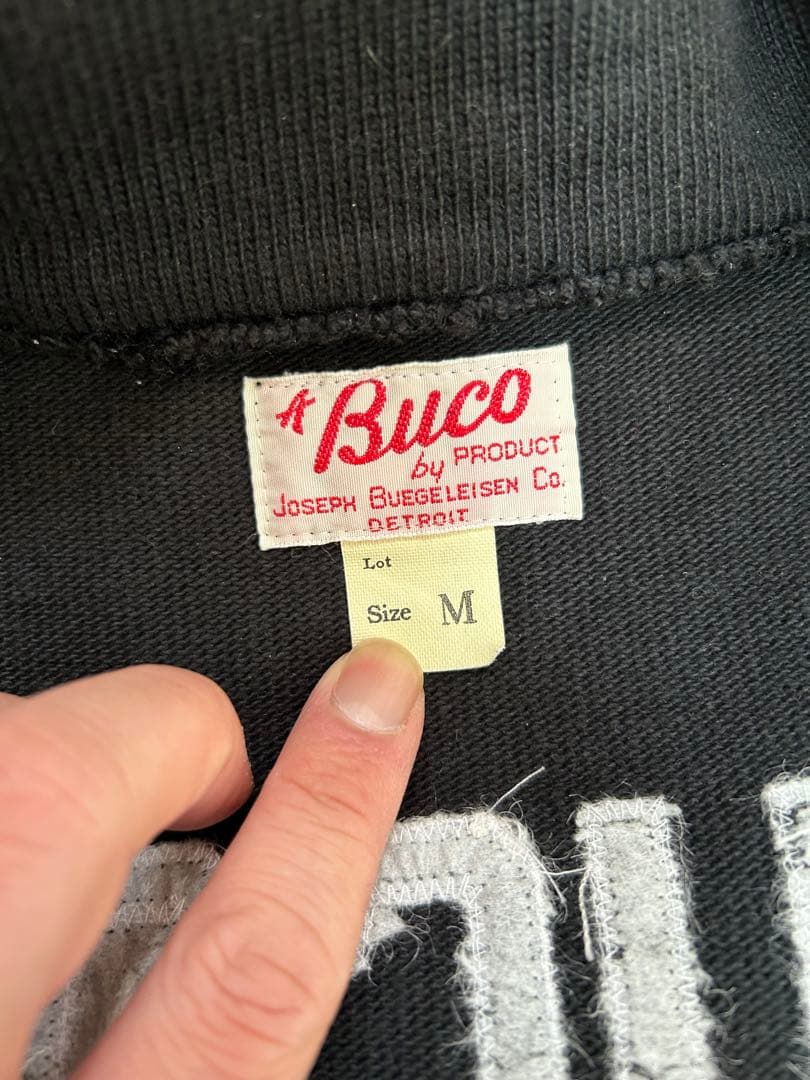 A Buco
by PRODUCT
JOSEPH BUEGELEISEN CO.
DETROIT
Lot
Size M